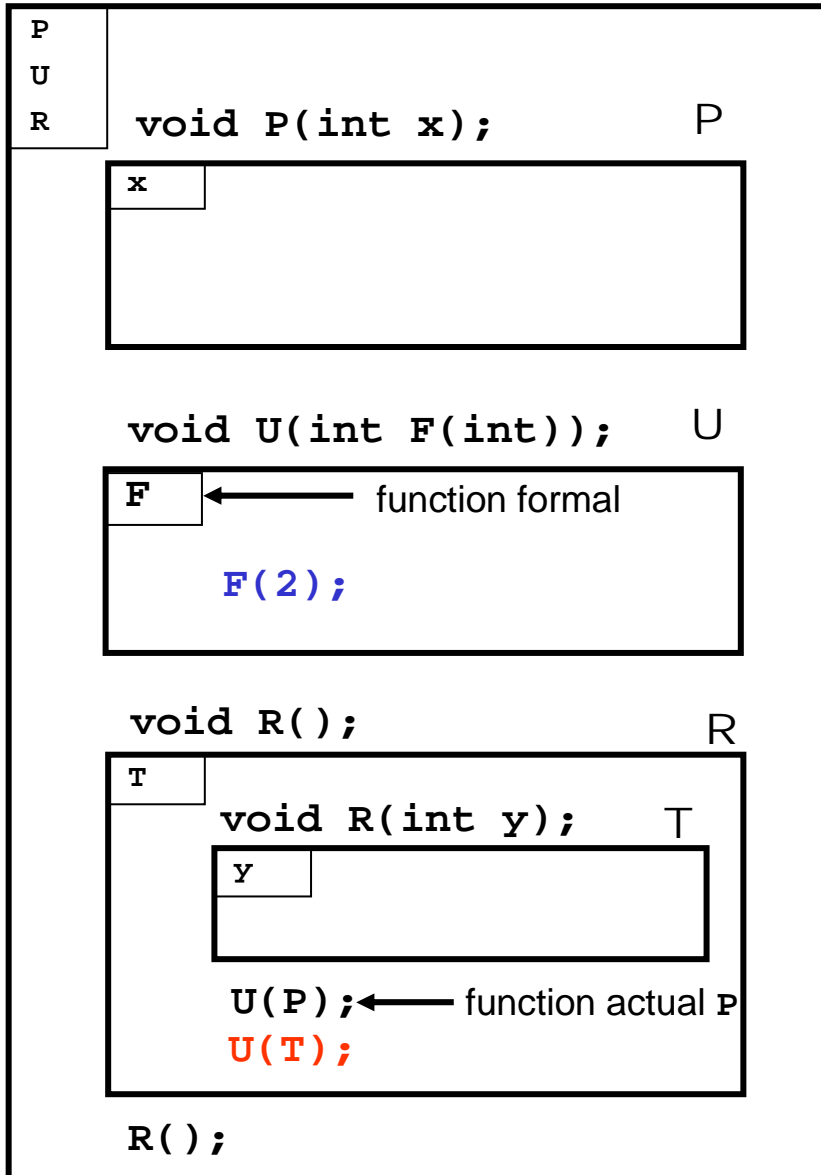 P
U
R
void P(int x); P
x
void U(int F(int)); U
F function formal
F(2);
void R(); R
T
void R(int y); T
y
U(P); function actual P
U(T);
R();